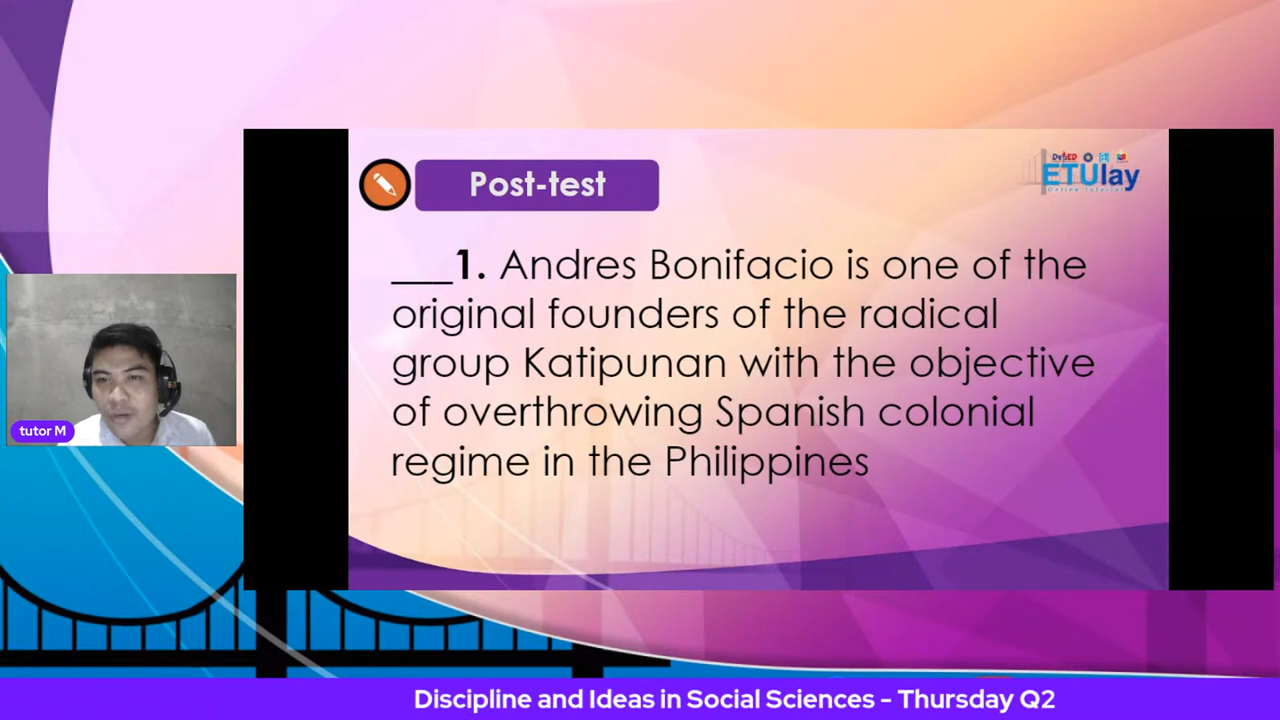 Post-test
DepED
ETUlay
___1. Andres Bonifacio is one of the
original founders of the radical
group Katipunan with the objective
of overthrowing Spanish colonial
regime in the Philippines
tutor M
Discipline and Ideas in Social Sciences - Thursday Q2